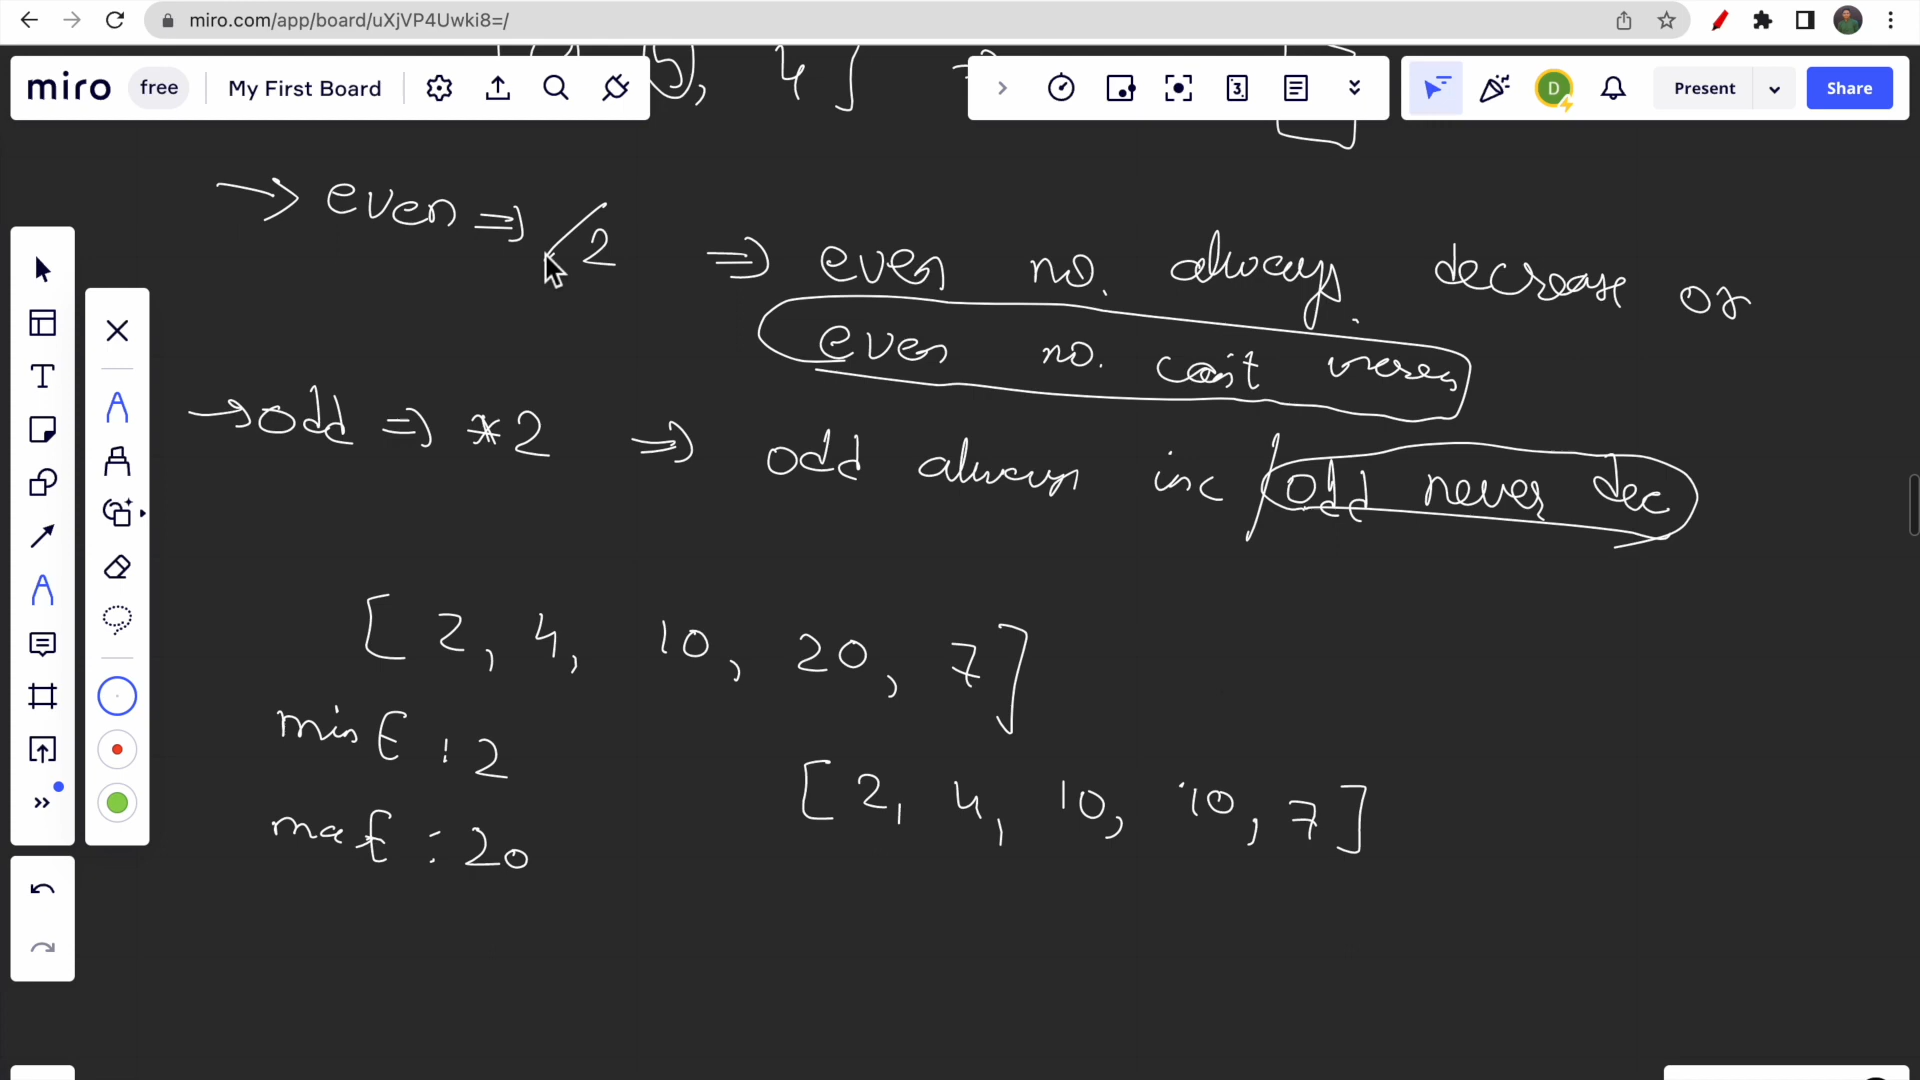 miro.com/app/board/uXjVP4Uwki8=/
, 4]
miro free My First Board
3
D
Present
Share
→ even ⇒ /2 ⇒ even no. always decrease or
even no. can't
→ odd ⇒ *2 ⇒ odd always inc / odd never dec
[ 2, 4, 10, 20, 7 ]
min E : 2
[ 2, 4, 10, 10, 7 ]
max E : 20